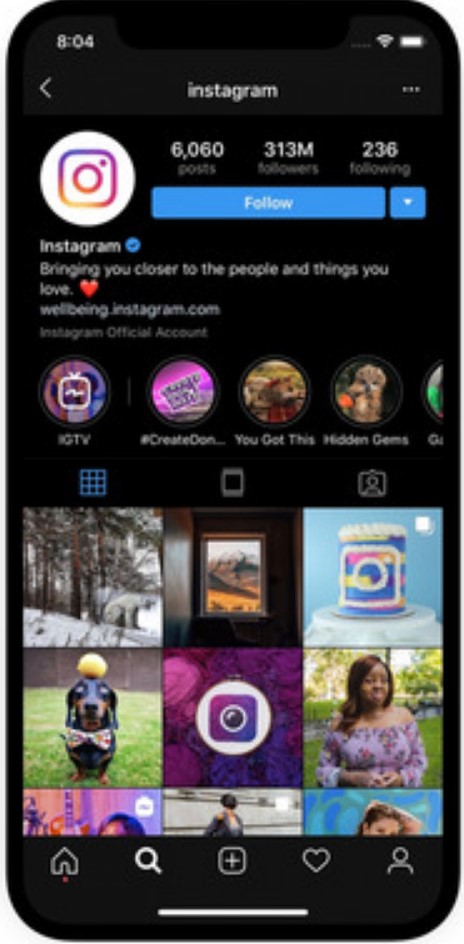 8:04
instagram
6,060 313M 236
posts followers following
Follow
Instagram
Bringing you closer to the people and things you
love. ❤️
wellbeing.instagram.com
Instagram Official Account
IGTV #CreateDon... You Got This Hidden Gems Ga